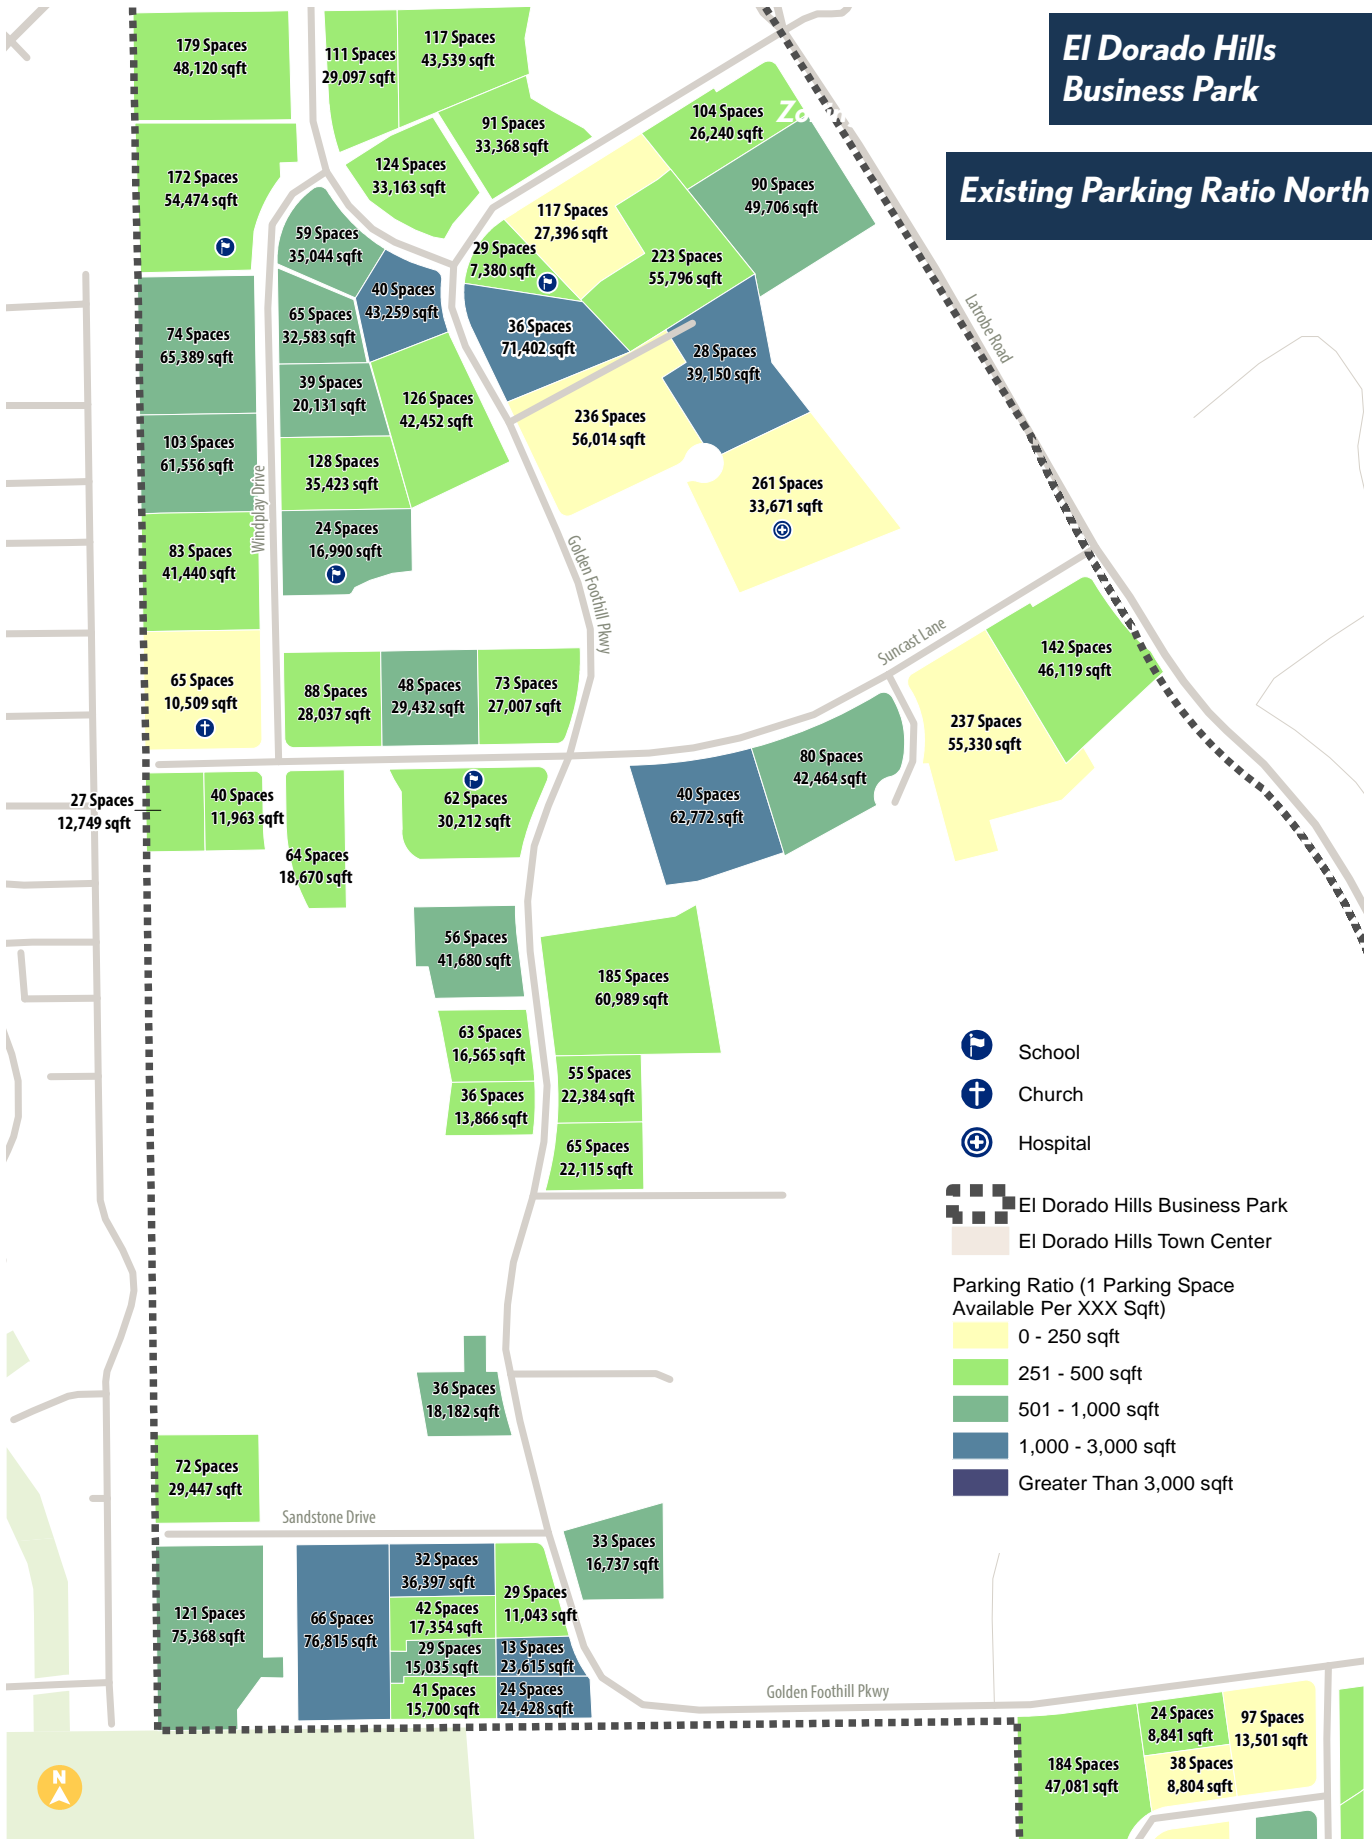 El Dorado Hills
Business Park
Existing Parking Ratio North
179 Spaces
48,120 sqft
111 Spaces
29,097 sqft
117 Spaces
43,539 sqft
91 Spaces
33,368 sqft
104 Spaces
26,240 sqft
124 Spaces
33,163 sqft
172 Spaces
54,474 sqft
90 Spaces
49,706 sqft
117 Spaces
27,396 sqft
59 Spaces
35,044 sqft
29 Spaces
7,380 sqft
223 Spaces
55,796 sqft
40 Spaces
43,259 sqft
65 Spaces
32,583 sqft
36 Spaces
71,402 sqft
74 Spaces
65,389 sqft
28 Spaces
39,150 sqft
Latrobe Road
39 Spaces
20,131 sqft
126 Spaces
42,452 sqft
236 Spaces
56,014 sqft
103 Spaces
61,556 sqft
128 Spaces
35,423 sqft
261 Spaces
33,671 sqft
Windplay Drive
24 Spaces
16,990 sqft
83 Spaces
41,440 sqft
Golden Foothill Pkwy
Suncast Lane
142 Spaces
46,119 sqft
65 Spaces
10,509 sqft
88 Spaces
28,037 sqft
48 Spaces
29,432 sqft
73 Spaces
27,007 sqft
237 Spaces
55,330 sqft
80 Spaces
42,464 sqft
27 Spaces
12,749 sqft
40 Spaces
11,963 sqft
62 Spaces
30,212 sqft
40 Spaces
62,772 sqft
64 Spaces
18,670 sqft
56 Spaces
41,680 sqft
185 Spaces
60,989 sqft
63 Spaces
16,565 sqft
55 Spaces
22,384 sqft
36 Spaces
13,866 sqft
65 Spaces
22,115 sqft
School
Church
Hospital
El Dorado Hills Business Park
El Dorado Hills Town Center
Parking Ratio (1 Parking Space
Available Per XXX Sqft)
0 - 250 sqft
251 - 500 sqft
501 - 1,000 sqft
1,000 - 3,000 sqft
Greater Than 3,000 sqft
36 Spaces
18,182 sqft
72 Spaces
29,447 sqft
Sandstone Drive
33 Spaces
16,737 sqft
32 Spaces
36,397 sqft
29 Spaces
11,043 sqft
121 Spaces
75,368 sqft
66 Spaces
76,815 sqft
42 Spaces
17,354 sqft
29 Spaces
15,035 sqft
13 Spaces
23,615 sqft
41 Spaces
15,700 sqft
24 Spaces
24,428 sqft
Golden Foothill Pkwy
24 Spaces
8,841 sqft
97 Spaces
13,501 sqft
184 Spaces
47,081 sqft
38 Spaces
8,804 sqft
N